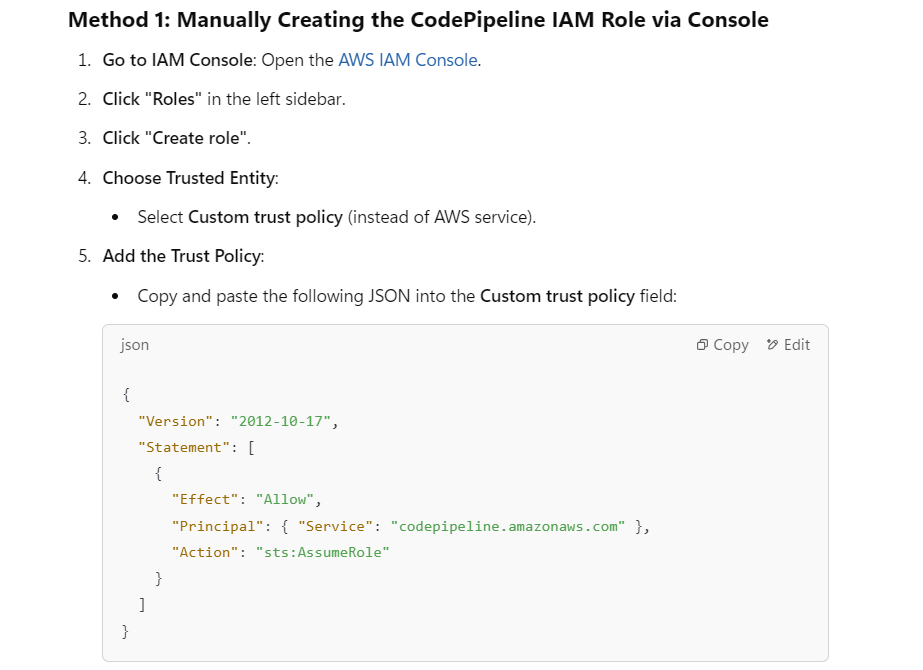 Method 1: Manually Creating the CodePipeline IAM Role via Console
1. Go to IAM Console: Open the AWS IAM Console.
2. Click "Roles" in the left sidebar.
3. Click "Create role".
4. Choose Trusted Entity:
• Select Custom trust policy (instead of AWS service).
5. Add the Trust Policy:
• Copy and paste the following JSON into the Custom trust policy field:
json Copy Edit
{
  "Version": "2012-10-17",
  "Statement": [
    {
      "Effect": "Allow",
      "Principal": { "Service": "codepipeline.amazonaws.com" },
      "Action": "sts:AssumeRole"
    }
  ]
}